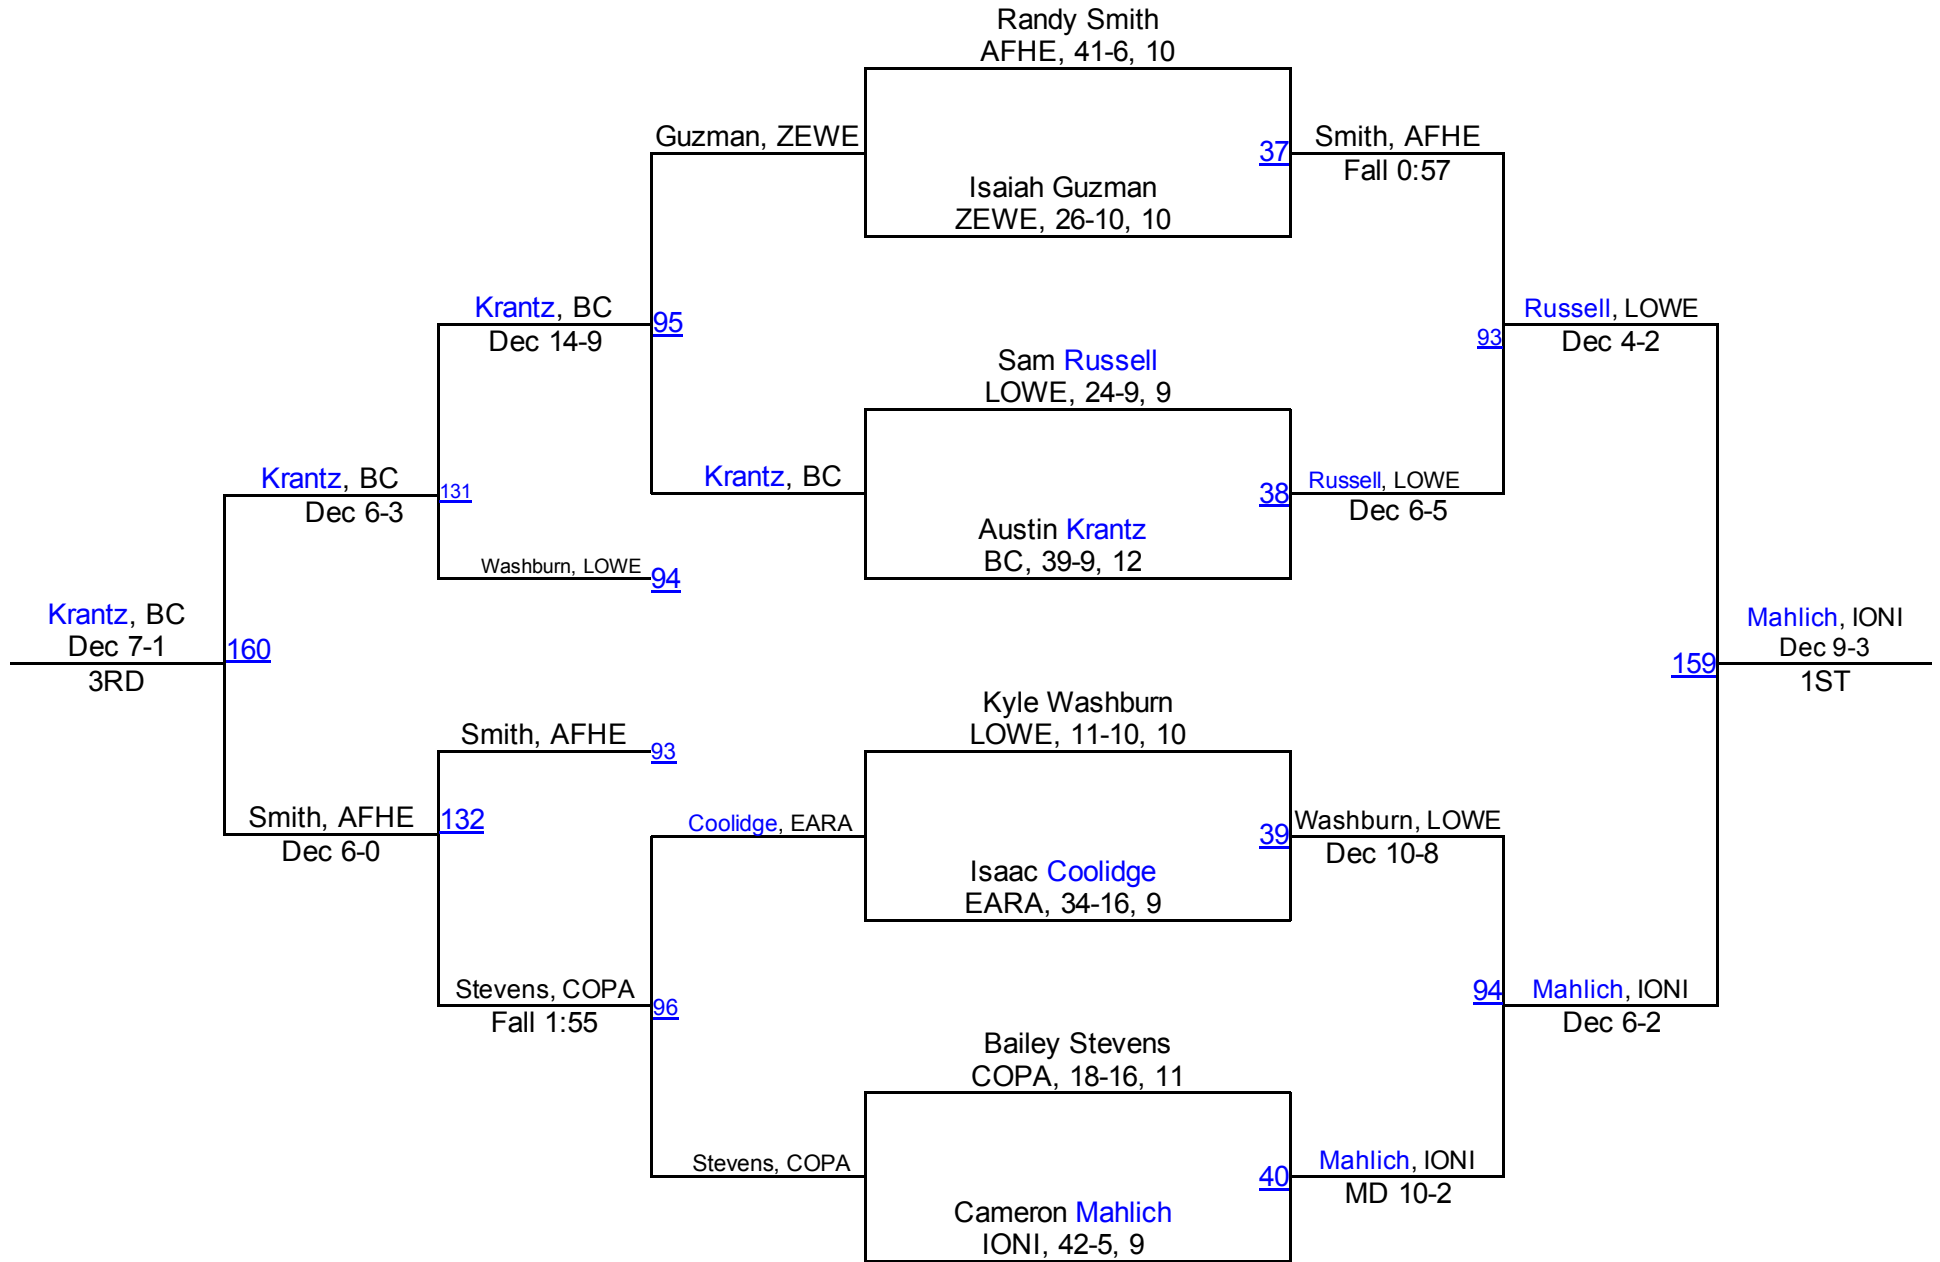 Randy Smith
AFHE, 41-6, 10
Guzman, ZEWE
37
Smith, AFHE
Fall 0:57
Isaiah Guzman
ZEWE, 26-10, 10
Krantz, BC
Dec 14-9
95
Russell, LOWE
Dec 4-2
93
Sam Russell
LOWE, 24-9, 9
Krantz, BC
38
Russell, LOWE
Dec 6-5
Austin Krantz
BC, 39-9, 12
Krantz, BC
Dec 6-3
131
Washburn, LOWE
94
Krantz, BC
Dec 7-1
3RD
160
Mahlich, IONI
Dec 9-3
1ST
159
Smith, AFHE
93
Kyle Washburn
LOWE, 11-10, 10
Smith, AFHE
Dec 6-0
132
Coolidge, EARA
39
Washburn, LOWE
Dec 10-8
Isaac Coolidge
EARA, 34-16, 9
Stevens, COPA
Fall 1:55
96
94
Mahlich, IONI
Dec 6-2
Bailey Stevens
COPA, 18-16, 11
Stevens, COPA
40
Mahlich, IONI
MD 10-2
Cameron Mahlich
IONI, 42-5, 9